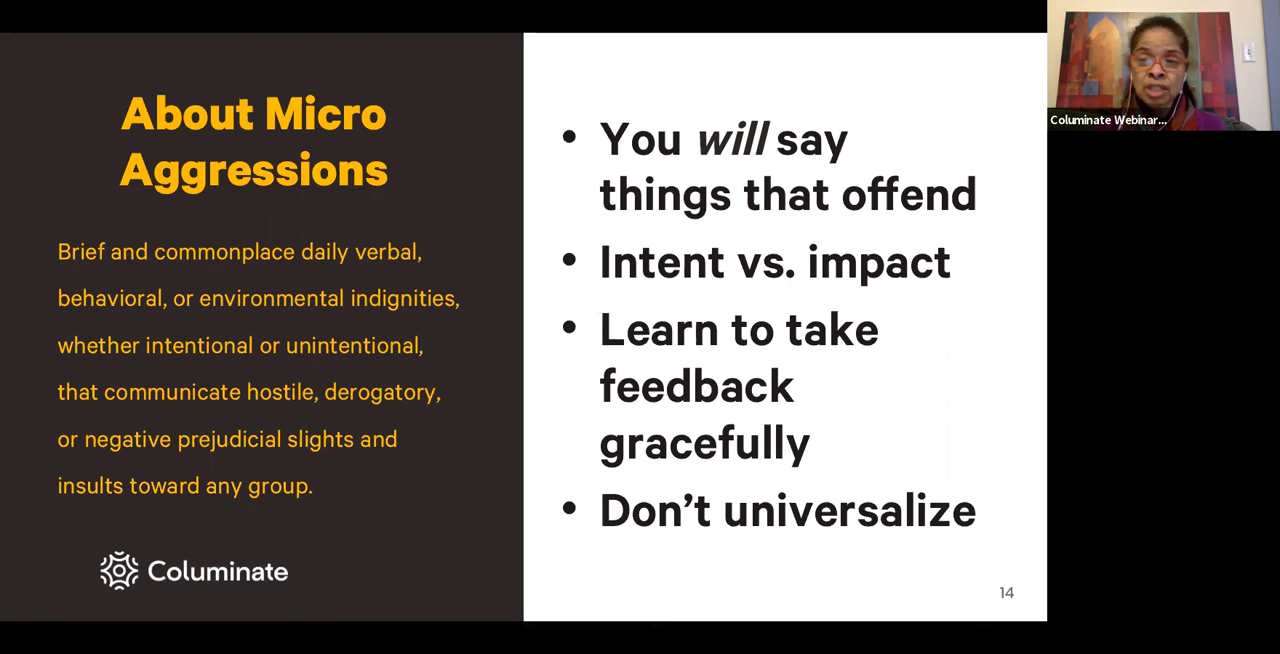 About Micro
Aggressions
Brief and commonplace daily verbal,
behavioral, or environmental indignities,
whether intentional or unintentional,
that communicate hostile, derogatory,
or negative prejudicial slights and
insults toward any group.
Columinate
• You will say
things that offend
• Intent vs. impact
• Learn to take
feedback
gracefully
• Don’t universalize
14
Columinate Webinar...